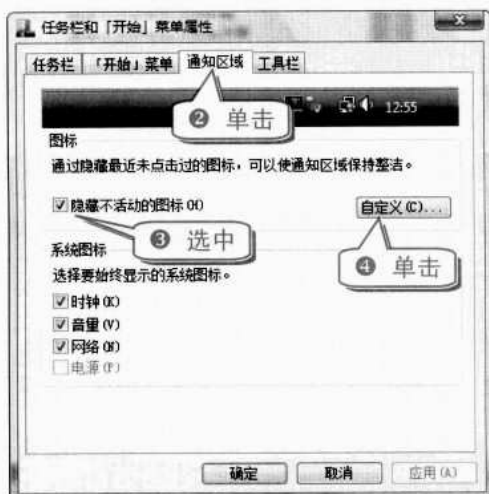 任务栏和「开始」菜单属性
任务栏 「开始」菜单 通知区域 工具栏
❷ 单击
12:55
图标
通过隐藏最近未点击过的图标，可以使通知区域保持整洁。
隐藏不活动的图标(H)
自定义(C)...
❸ 选中
❹ 单击
系统图标
选择要始终显示的系统图标。
时钟(K)
音量(V)
网络(N)
电源(P)
确定 取消 应用(A)